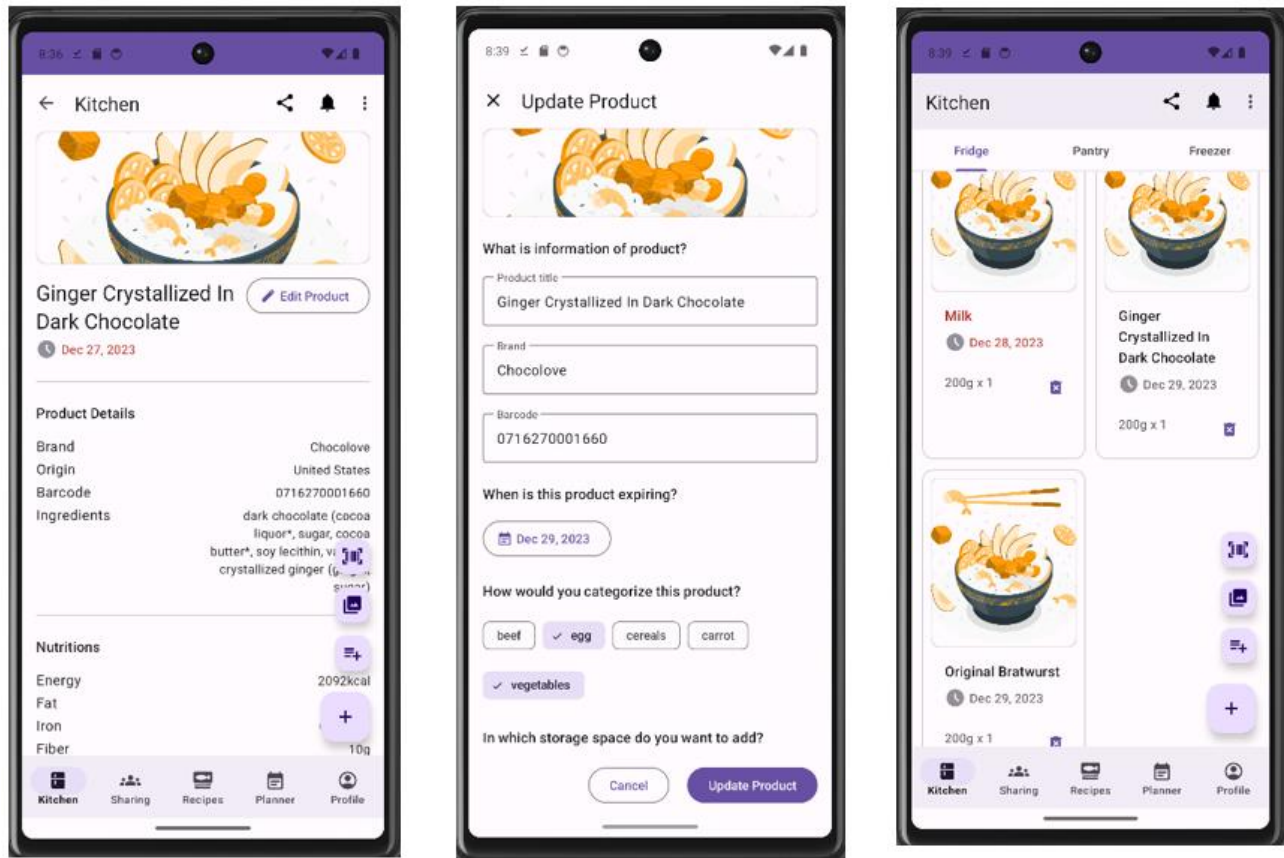 8:36
Kitchen
Ginger Crystallized In
Dark Chocolate
Edit Product
Dec 27, 2023
Product Details
Brand Chocolove
Origin United States
Barcode 0716270001660
Ingredients dark chocolate (cocoa
liquor*, sugar, cocoa
butter*, soy lecithin,
crystallized ginger
sugar)
Nutritions
Energy 2092kcal
Fat
Iron
Fiber 10g
Kitchen Sharing Recipes Planner Profile
8:39
Update Product
What is information of product?
Product title
Ginger Crystallized In Dark Chocolate
Brand
Chocolove
Barcode
0716270001660
When is this product expiring?
Dec 29, 2023
How would you categorize this product?
beef egg cereals carrot
vegetables
In which storage space do you want to add?
Cancel Update Product
8:39
Kitchen
Fridge Pantry Freezer
Milk
Dec 28, 2023
200g x 1
Ginger
Crystallized In
Dark Chocolate
Dec 29, 2023
200g x 1
Original Bratwurst
Dec 29, 2023
200g x 1
Kitchen Sharing Recipes Planner Profile